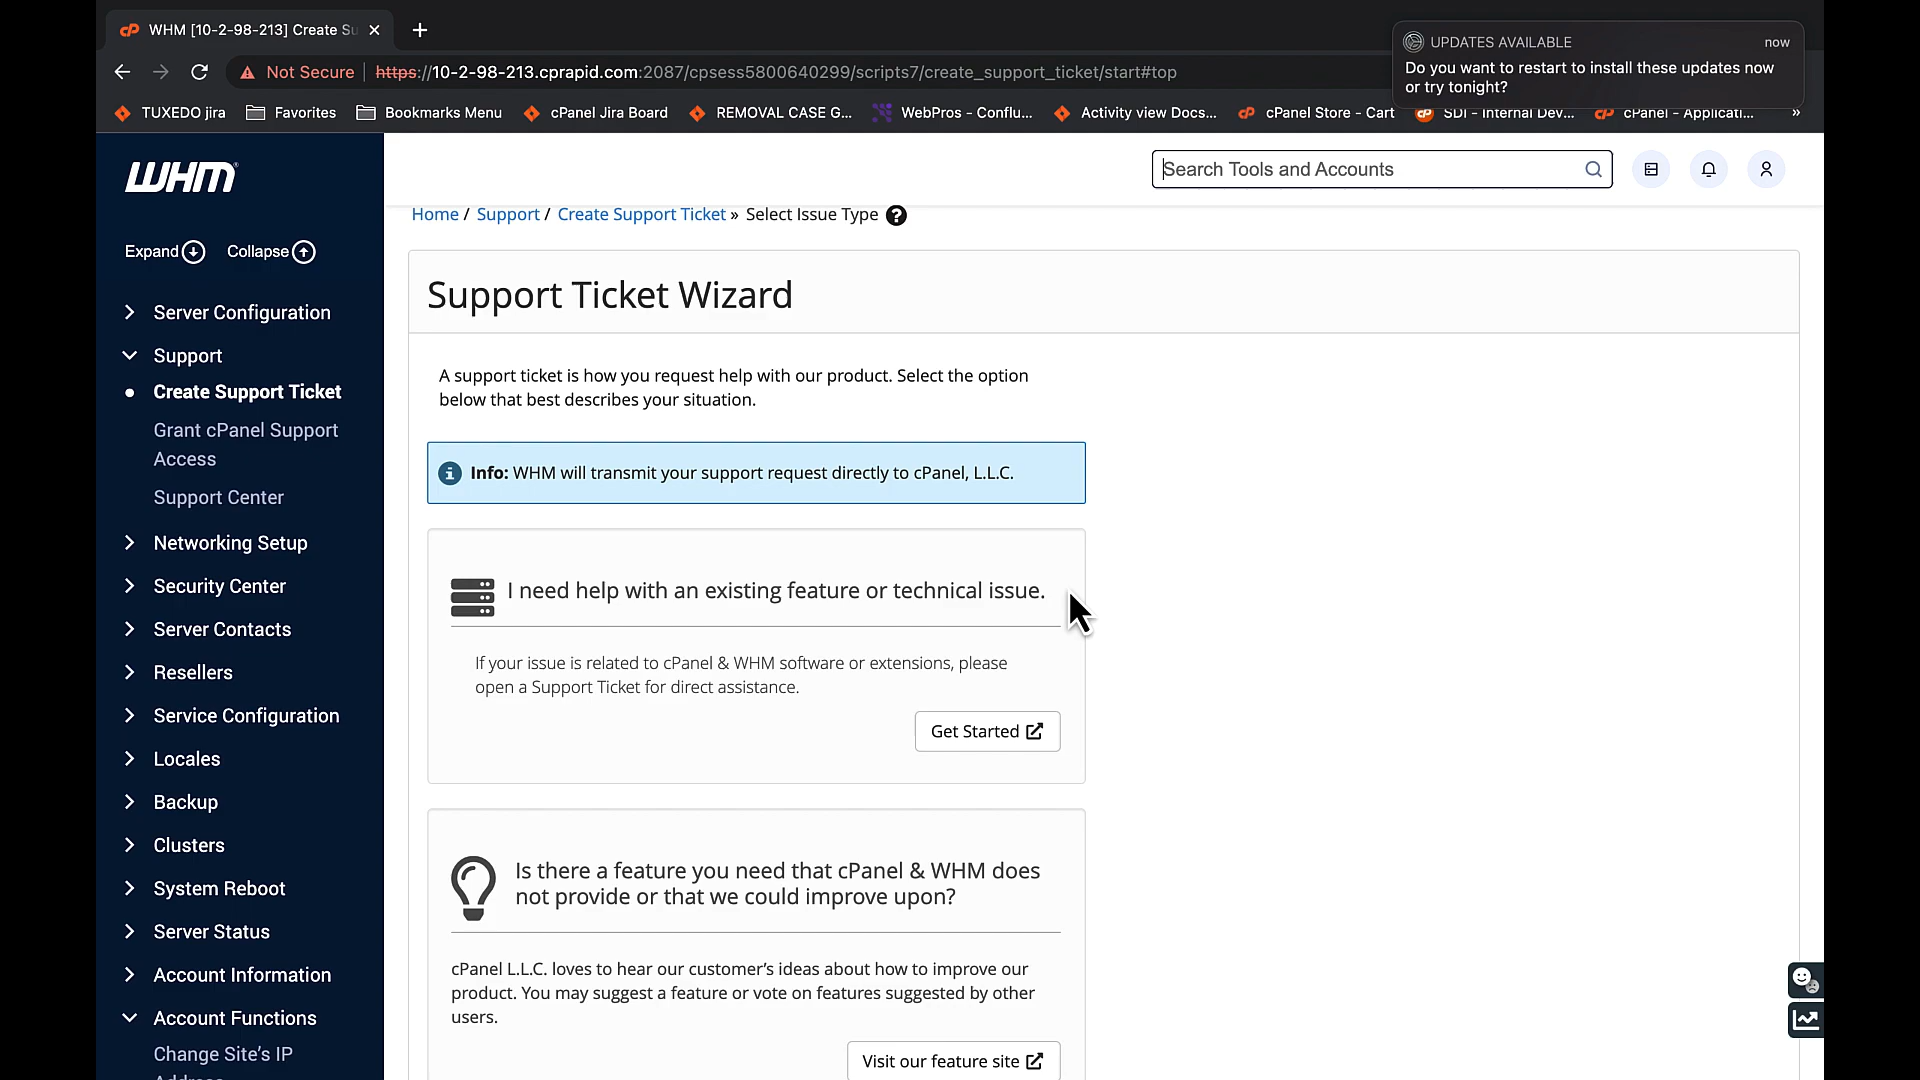 WHM [10-2-98-213] Create Su
Not Secure
https://10-2-98-213.cprapid.com:2087/cpsess5800640299/scripts7/create_support_ticket/start#top
UPDATES AVAILABLE
now
Do you want to restart to install these updates now
or try tonight?
TUXEDO jira
Favorites
Bookmarks Menu
cPanel Jira Board
REMOVAL CASE G...
WebPros - Conflu...
Activity view Docs...
cPanel Store - Cart
SDI - Internal Dev...
cPanel - Applicati...
»
WHM
Search Tools and Accounts
Expand
Collapse
Server Configuration
Support
Create Support Ticket
Grant cPanel Support
Access
Support Center
Networking Setup
Security Center
Server Contacts
Resellers
Service Configuration
Locales
Backup
Clusters
System Reboot
Server Status
Account Information
Account Functions
Change Site's IP
Address
Home / Support / Create Support Ticket » Select Issue Type ?
Support Ticket Wizard
A support ticket is how you request help with our product. Select the option
below that best describes your situation.
Info: WHM will transmit your support request directly to cPanel, L.L.C.
I need help with an existing feature or technical issue.
If your issue is related to cPanel & WHM software or extensions, please
open a Support Ticket for direct assistance.
Get Started
Is there a feature you need that cPanel & WHM does
not provide or that we could improve upon?
cPanel L.L.C. loves to hear our customer's ideas about how to improve our
product. You may suggest a feature or vote on features suggested by other
users.
Visit our feature site